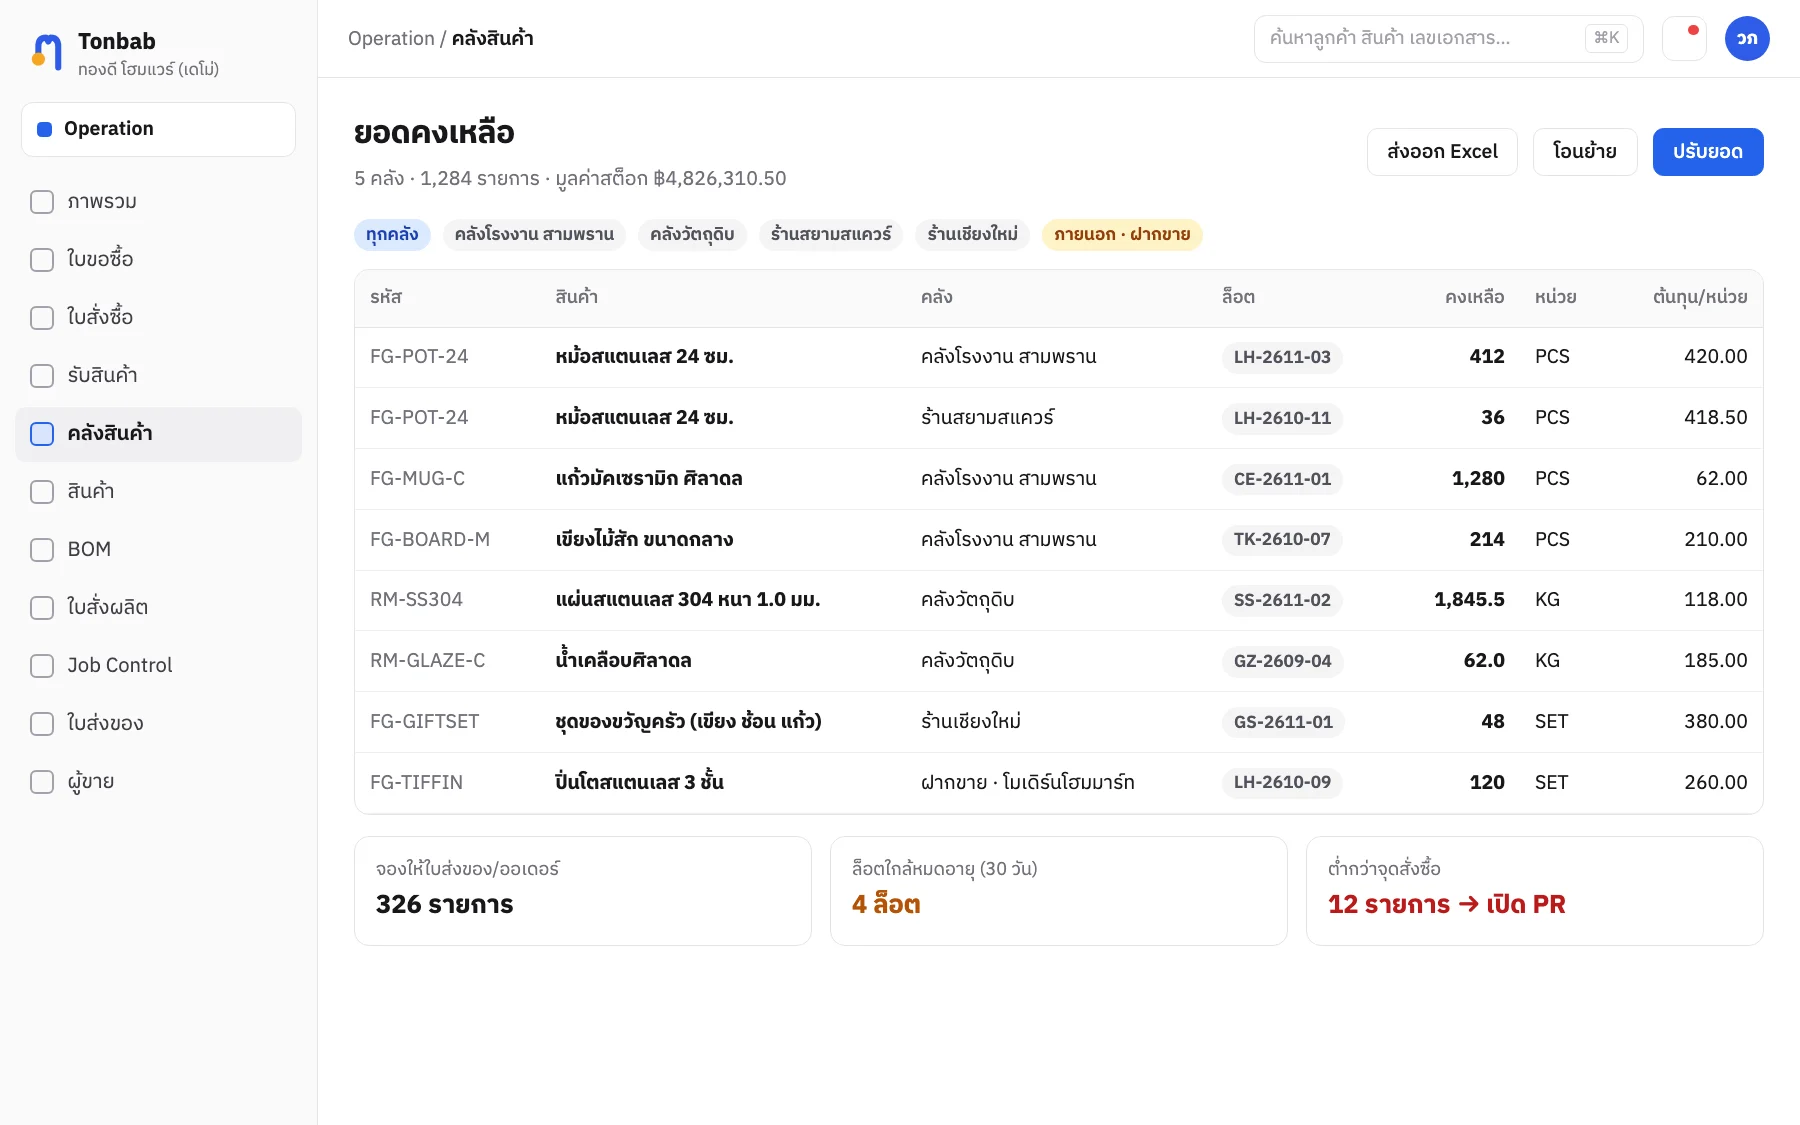 Tonbab
ทองดี โฮมแวร์ (เดโม่)
Operation
ภาพรวม
ใบขอซื้อ
ใบสั่งซื้อ
รับสินค้า
คลังสินค้า
สินค้า
BOM
ใบสั่งผลิต
Job Control
ใบส่งของ
ผู้ขาย
Operation / คลังสินค้า
ค้นหาลูกค้า สินค้า เลขเอกสาร... ⌘K
วก
ยอดคงเหลือ
5 คลัง · 1,284 รายการ · มูลค่าสต็อก ฿4,826,310.50
ส่งออก Excel โอนย้าย ปรับยอด
ทุกคลัง คลังโรงงาน สามพราน คลังวัตถุดิบ ร้านสยามสแควร์ ร้านเชียงใหม่ ภายนอก · ฝากขาย
รหัส สินค้า คลัง ล็อต คงเหลือ หน่วย ต้นทุน/หน่วย
FG-POT-24 หม้อสแตนเลส 24 ซม. คลังโรงงาน สามพราน LH-2611-03 412 PCS 420.00
FG-POT-24 หม้อสแตนเลส 24 ซม. ร้านสยามสแควร์ LH-2610-11 36 PCS 418.50
FG-MUG-C แก้วมัคเซรามิก ศิลาดล คลังโรงงาน สามพราน CE-2611-01 1,280 PCS 62.00
FG-BOARD-M เขียงไม้สัก ขนาดกลาง คลังโรงงาน สามพราน TK-2610-07 214 PCS 210.00
RM-SS304 แผ่นสแตนเลส 304 หนา 1.0 มม. คลังวัตถุดิบ SS-2611-02 1,845.5 KG 118.00
RM-GLAZE-C น้ำเคลือบศิลาดล คลังวัตถุดิบ GZ-2609-04 62.0 KG 185.00
FG-GIFTSET ชุดของขวัญครัว (เขียง ช้อน แก้ว) ร้านเชียงใหม่ GS-2611-01 48 SET 380.00
FG-TIFFIN ปิ่นโตสแตนเลส 3 ชั้น ฝากขาย · โมเดิร์นโฮมมาร์ท LH-2610-09 120 SET 260.00
จองให้ใบส่งของ/ออเดอร์
326 รายการ
ล็อตใกล้หมดอายุ (30 วัน)
4 ล็อต
ต่ำกว่าจุดสั่งซื้อ
12 รายการ → เปิด PR